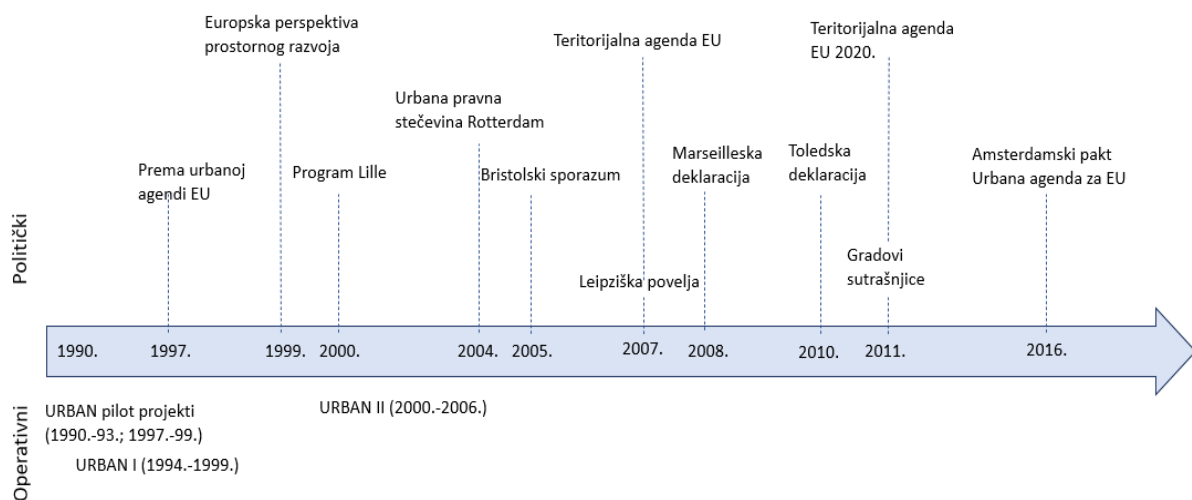 Europska perspektiva
prostornog razvoja
Teritorijalna agenda EU
Teritorijalna agenda
EU 2020.
Urbana pravna
stečevina Rotterdam
Prema urbanoj
agendi EU
Program Lille
Bristolski sporazum
Marseilleska
deklaracija
Toledska
deklaracija
Amsterdamski pakt
Urbana agenda za EU
Politički
Leipziška povelja
Gradovi
sutrašnjice
1990. 1997. 1999. 2000. 2004. 2005. 2007. 2008. 2010. 2011. 2016.
Operativni
URBAN pilot projekti
(1990.-93.; 1997.-99.)
URBAN I (1994.-1999.)
URBAN II (2000.-2006.)